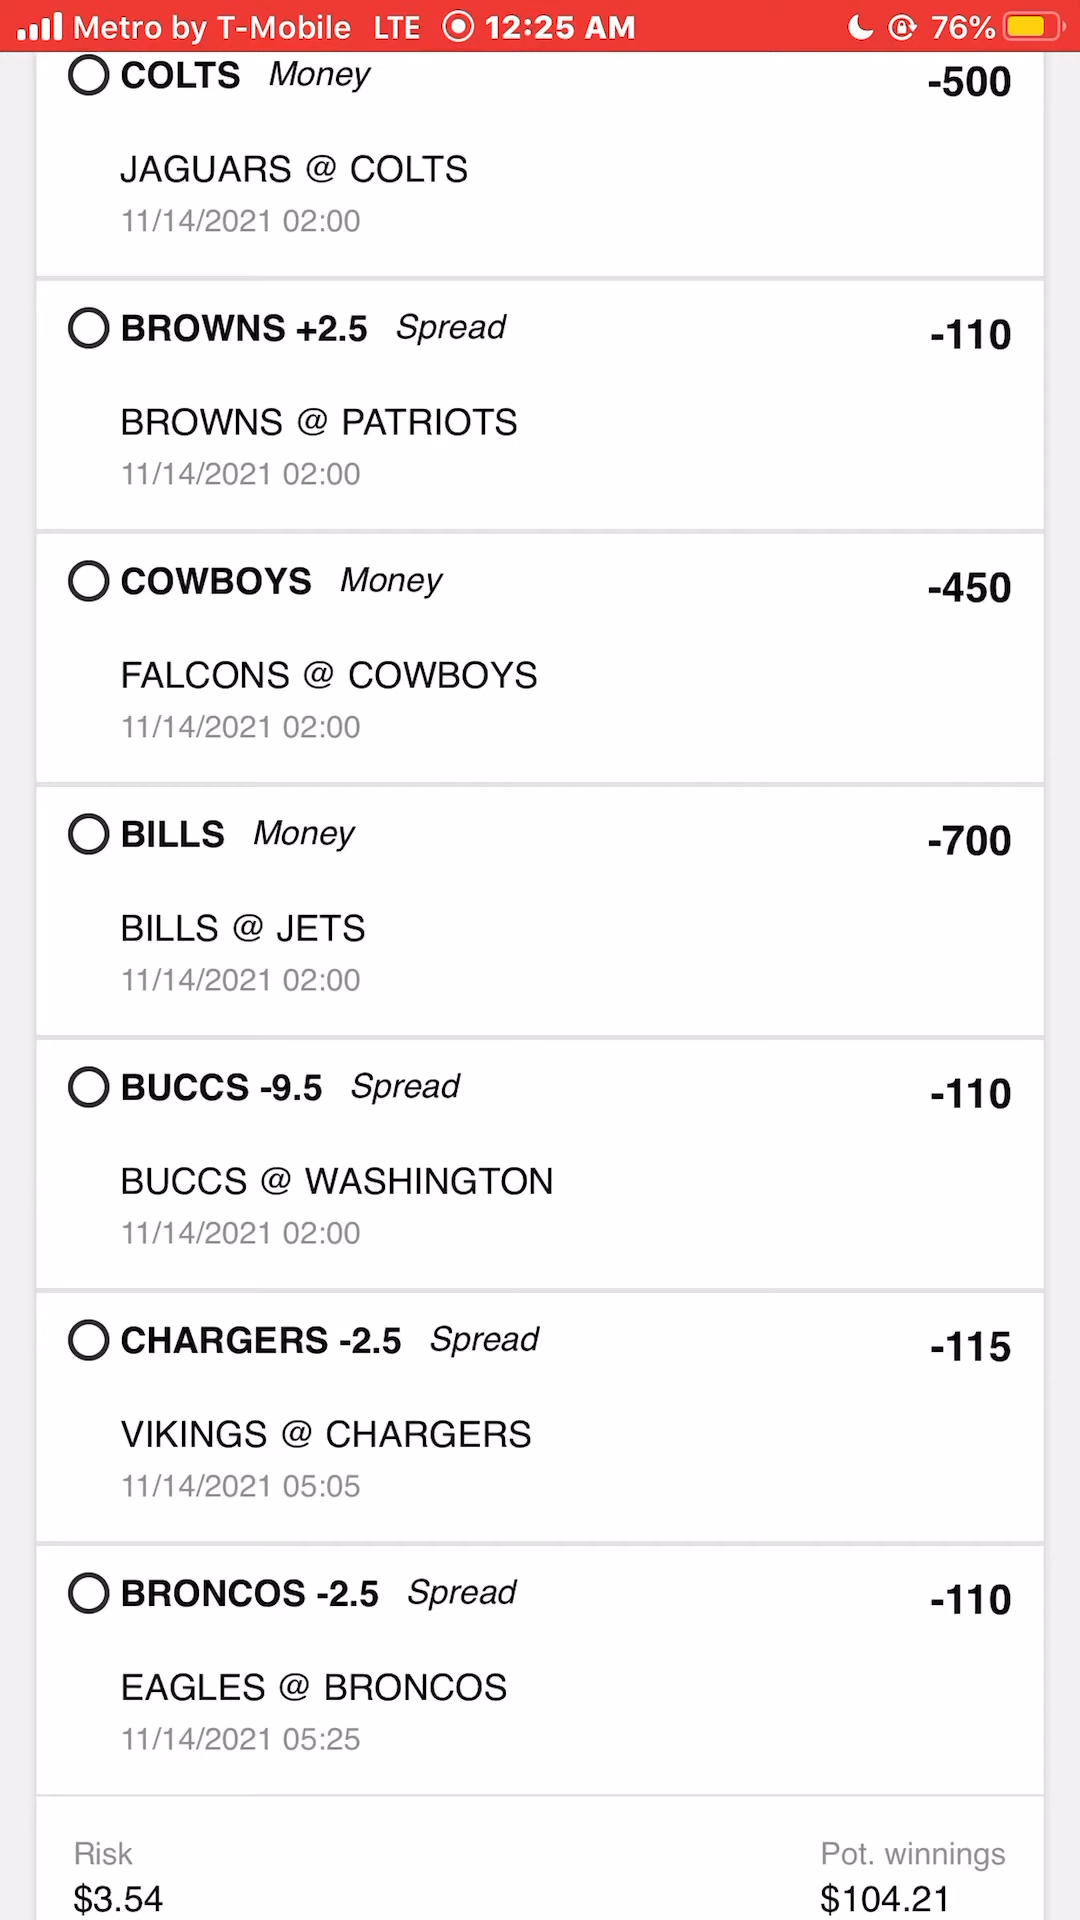 Metro by T-Mobile LTE 12:25 AM 76%
COLTS Money -500
JAGUARS @ COLTS
11/14/2021 02:00
BROWNS +2.5 Spread -110
BROWNS @ PATRIOTS
11/14/2021 02:00
COWBOYS Money -450
FALCONS @ COWBOYS
11/14/2021 02:00
BILLS Money -700
BILLS @ JETS
11/14/2021 02:00
BUCCS -9.5 Spread -110
BUCCS @ WASHINGTON
11/14/2021 02:00
CHARGERS -2.5 Spread -115
VIKINGS @ CHARGERS
11/14/2021 05:05
BRONCOS -2.5 Spread -110
EAGLES @ BRONCOS
11/14/2021 05:25
Risk Pot. winnings
$3.54 $104.21